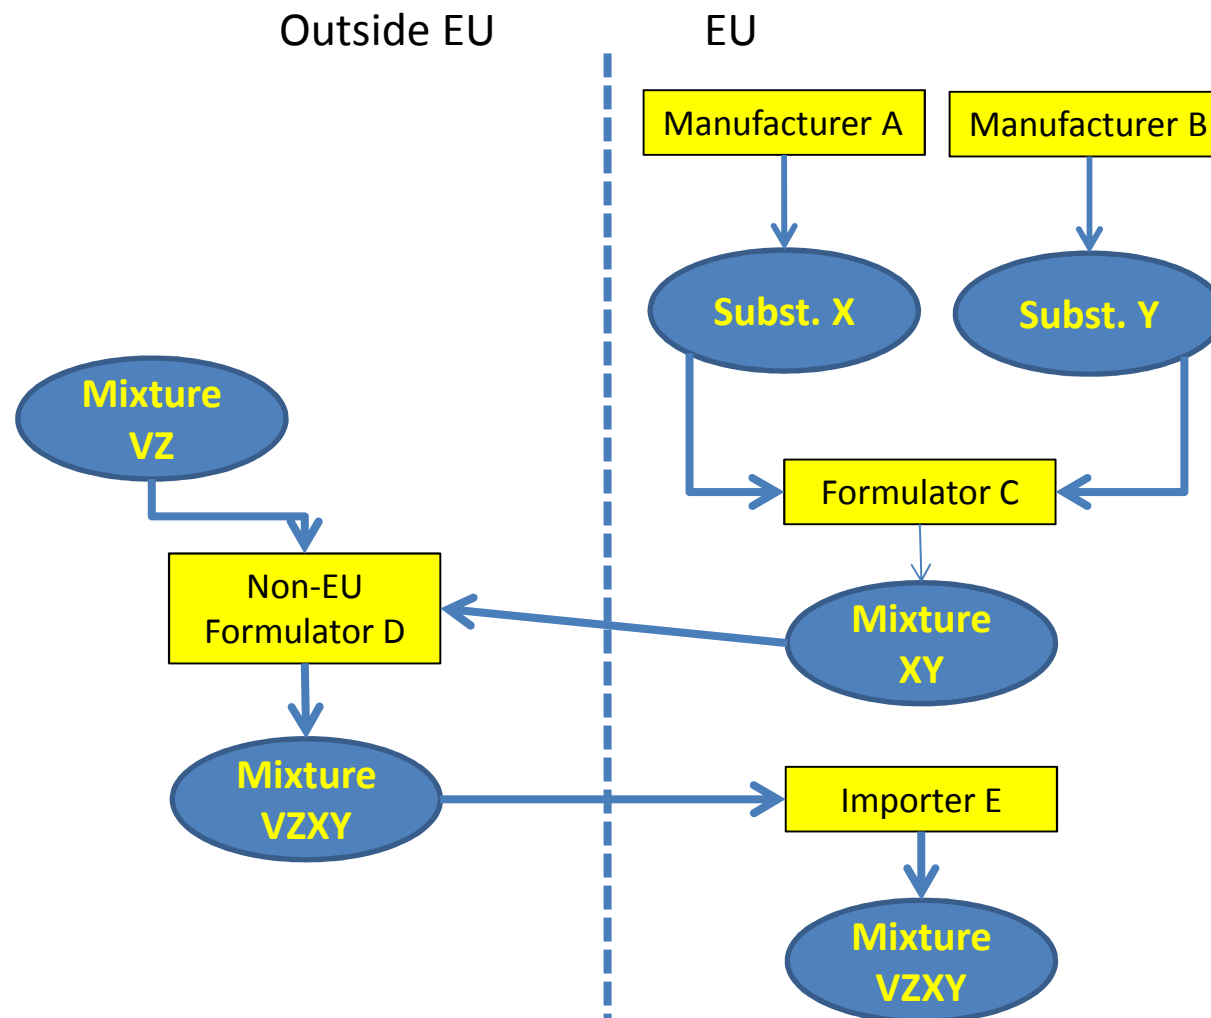 Outside EU
EU
Manufacturer A
Manufacturer B
Subst. X
Subst. Y
Mixture
VZ
Formulator C
Non-EU
Formulator D
Mixture
XY
Mixture
VZXY
Importer E
Mixture
VZXY